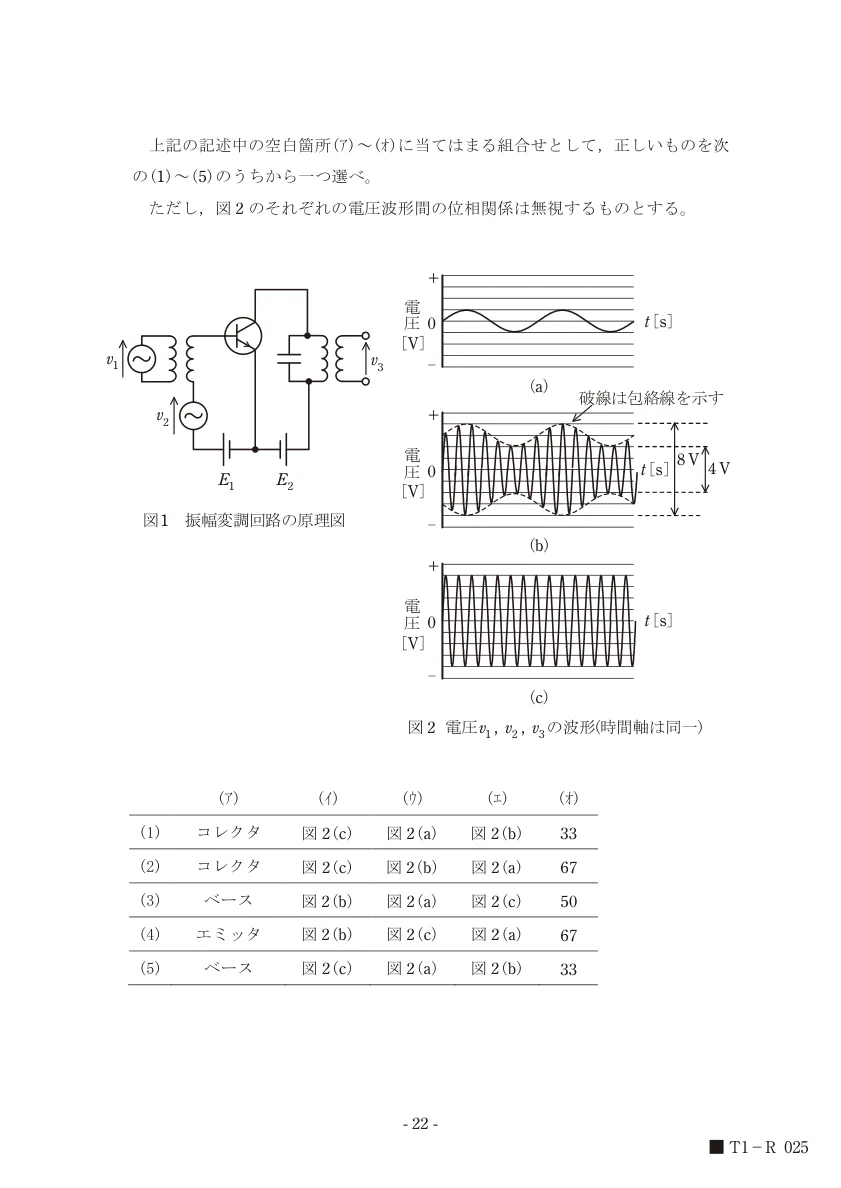 上記の記述中の空白箇所(ｱ)～(ｵ)に当てはまる組合せとして，正しいものを次
の(1)～(5)のうちから一つ選べ。
ただし，図2のそれぞれの電圧波形間の位相関係は無視するものとする。
v1
v2
v3
E1 E2
図1 振幅変調回路の原理図
+
電圧[V]
0
t[s]
−
(a)
破線は包絡線を示す
+
電圧[V]
0
t[s]
8 V
4 V
−
(b)
+
電圧[V]
0
t[s]
−
(c)
図2 電圧v1, v2, v3の波形(時間軸は同一)
(ｱ) (ｲ) (ｳ) (ｴ) (ｵ)
(1) コレクタ 図2(c) 図2(a) 図2(b) 33
(2) コレクタ 図2(c) 図2(b) 図2(a) 67
(3) ベース 図2(b) 図2(a) 図2(c) 50
(4) エミッタ 図2(b) 図2(c) 図2(a) 67
(5) ベース 図2(c) 図2(a) 図2(b) 33
- 22 -
■ T1－R 025